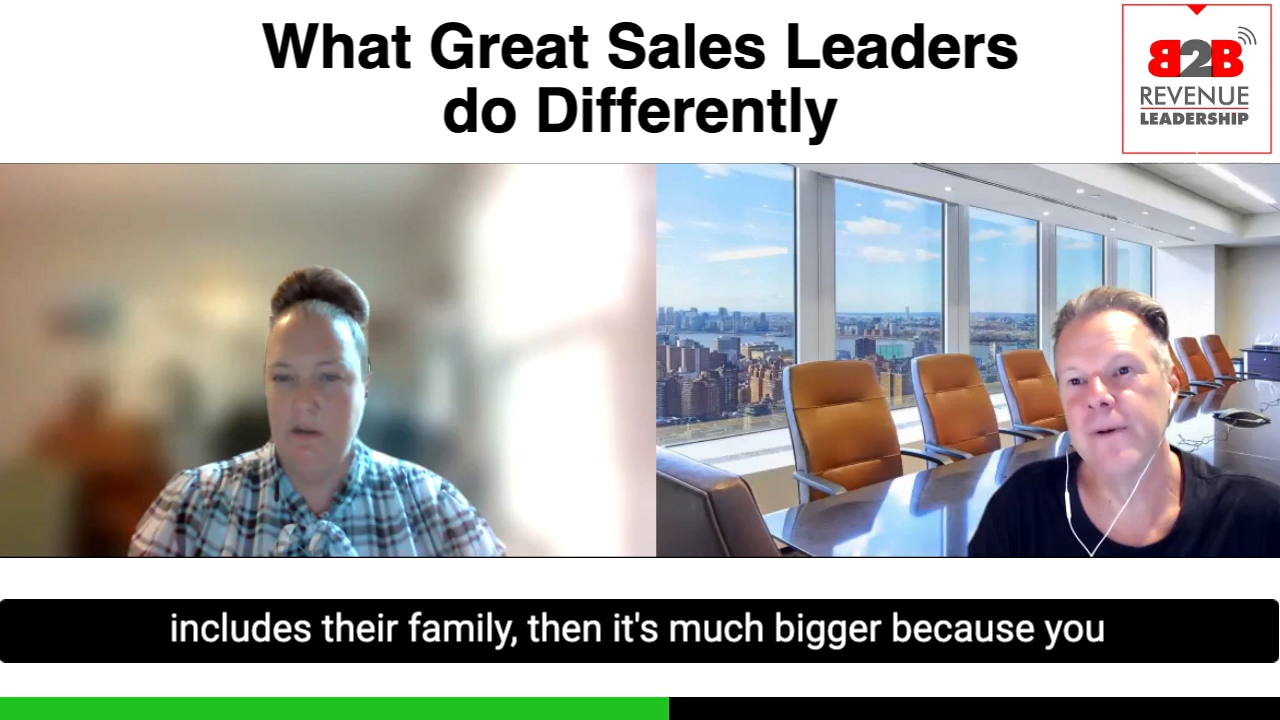 What Great Sales Leaders
do Differently
B2B
REVENUE
LEADERSHIP
includes their family, then it's much bigger because you